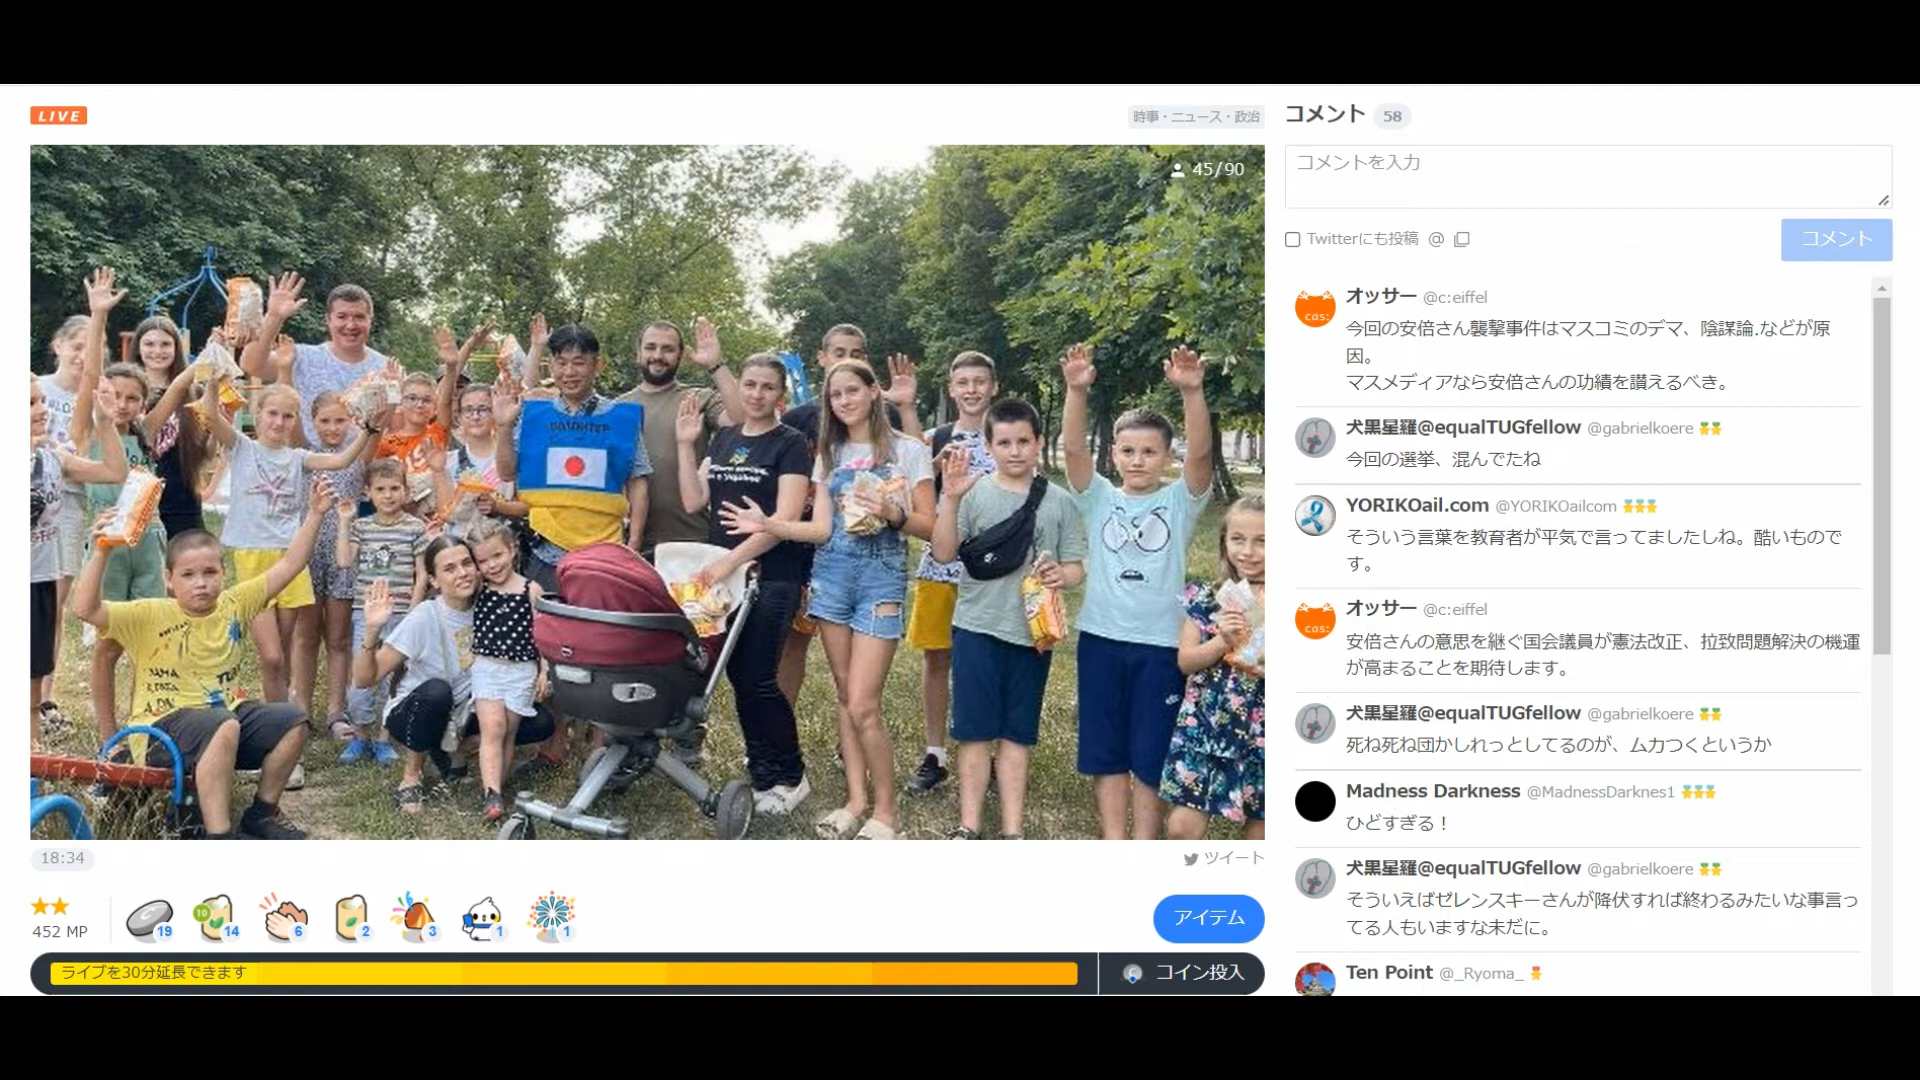 LIVE
時事・ニュース・政治
45/90
18:34
ツイート
452 MP
19
10
14
6
2
3
1
1
アイテム
ライブを30分延長できます
コイン投入
コメント 58
コメントを入力
Twitterにも投稿 @
コメント
オッサー @c:eiffel
今回の安倍さん襲撃事件はマスコミのデマ、陰謀論.などが原
因。
マスメディアなら安倍さんの功績を讃えるべき。
犬黒星羅@equalTUGfellow @gabrielkoere
今回の選挙、混んでたね
YORIKOail.com @YORIKOailcom
そういう言葉を教育者が平気で言ってましたしね。酷いもので
す。
オッサー @c:eiffel
安倍さんの意思を継ぐ国会議員が憲法改正、拉致問題解決の機運
が高まることを期待します。
犬黒星羅@equalTUGfellow @gabrielkoere
死ね死ね団かしれっとしてるのが、ムカつくというか
Madness Darkness @MadnessDarknes1
ひどすぎる！
犬黒星羅@equalTUGfellow @gabrielkoere
そういえばゼレンスキーさんが降伏すれば終わるみたいな事言っ
てる人もいますな未だに。
Ten Point @_Ryoma_
cas:
cas: